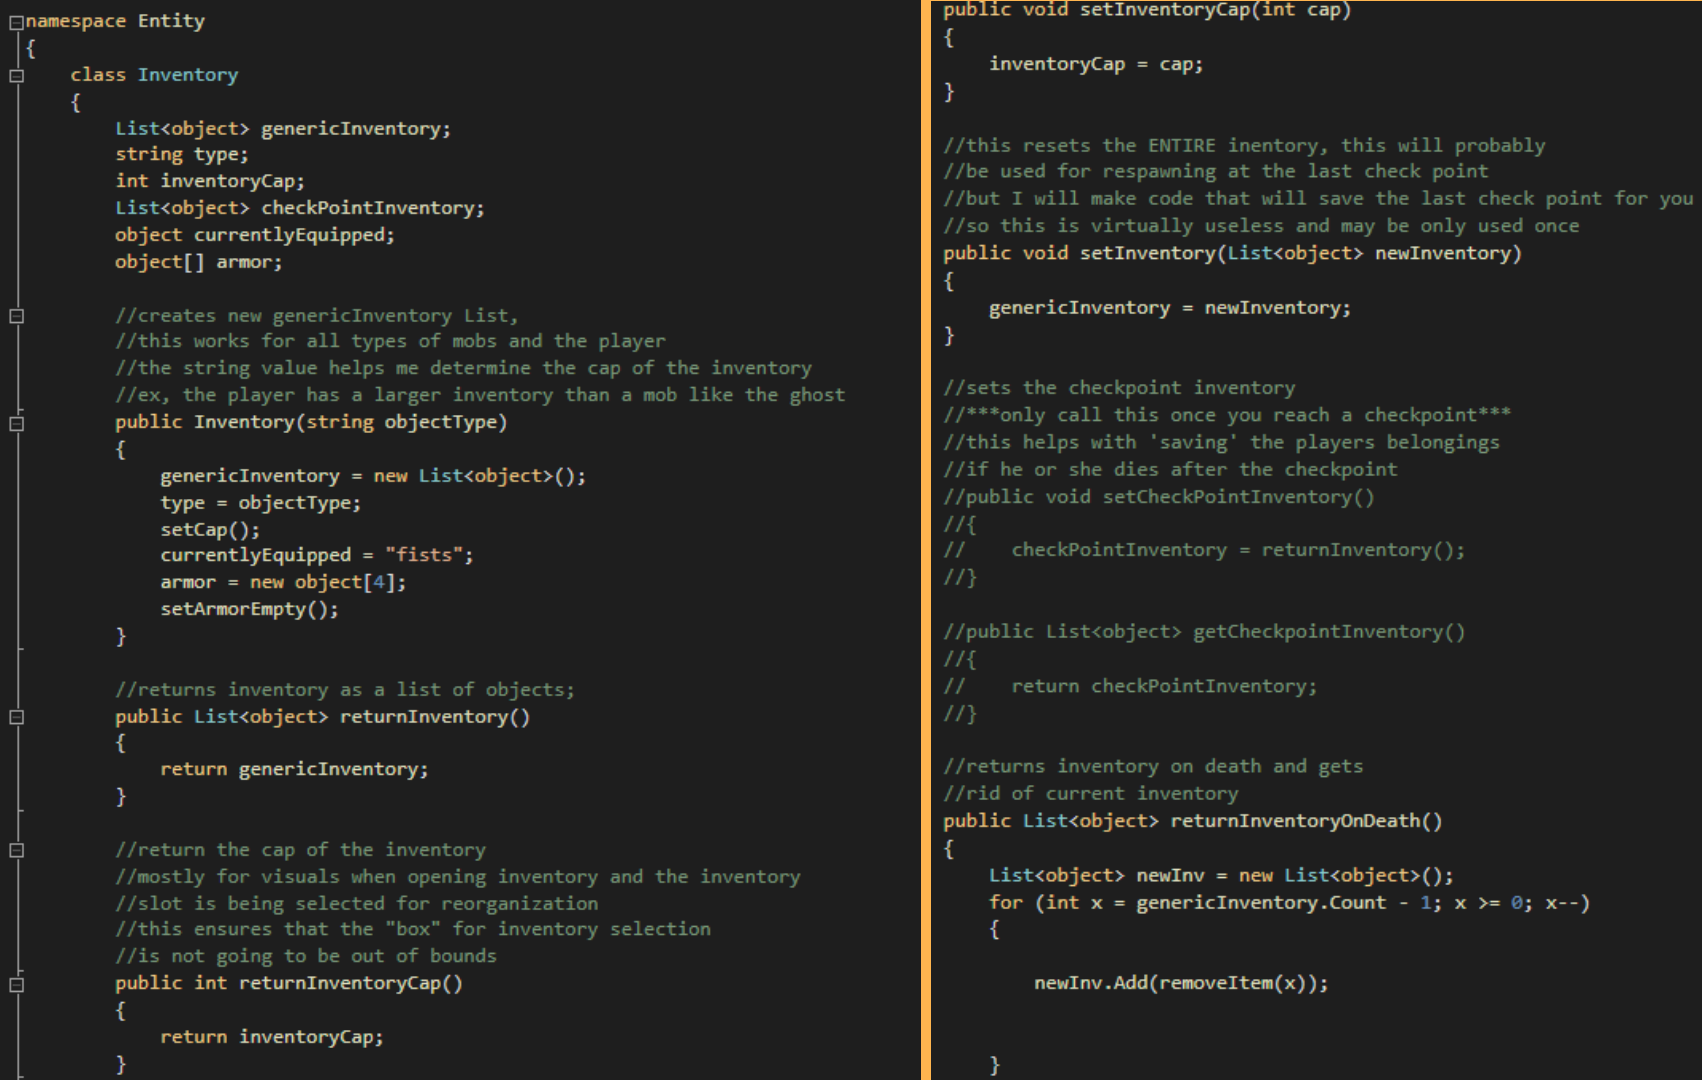 namespace Entity
{
class Inventory
{
List<object> genericInventory;
string type;
int inventoryCap;
List<object> checkPointInventory;
object currentlyEquipped;
object[] armor;
//creates new genericInventory List,
//this works for all types of mobs and the player
//the string value helps me determine the cap of the inventory
//ex, the player has a larger inventory than a mob like the ghost
public Inventory(string objectType)
{
genericInventory = new List<object>();
type = objectType;
setCap();
currentlyEquipped = "fists";
armor = new object[4];
setArmorEmpty();
}
//returns inventory as a list of objects;
public List<object> returnInventory()
{
return genericInventory;
}
//return the cap of the inventory
//mostly for visuals when opening inventory and the inventory
//slot is being selected for reorganization
//this ensures that the "box" for inventory selection
//is not going to be out of bounds
public int returnInventoryCap()
{
return inventoryCap;
}
public void setInventoryCap(int cap)
{
inventoryCap = cap;
}
//this resets the ENTIRE inentory, this will probably
//be used for respawning at the last check point
//but I will make code that will save the last check point for you
//so this is virtually useless and may be only used once
public void setInventory(List<object> newInventory)
{
genericInventory = newInventory;
}
//sets the checkpoint inventory
//***only call this once you reach a checkpoint***
//this helps with 'saving' the players belongings
//if he or she dies after the checkpoint
//public void setCheckPointInventory()
//{
//    checkPointInventory = returnInventory();
//}
//public List<object> getCheckpointInventory()
//{
//    return checkPointInventory;
//}
//returns inventory on death and gets
//rid of current inventory
public List<object> returnInventoryOnDeath()
{
List<object> newInv = new List<object>();
for (int x = genericInventory.Count - 1; x >= 0; x--)
{
newInv.Add(removeItem(x));
}